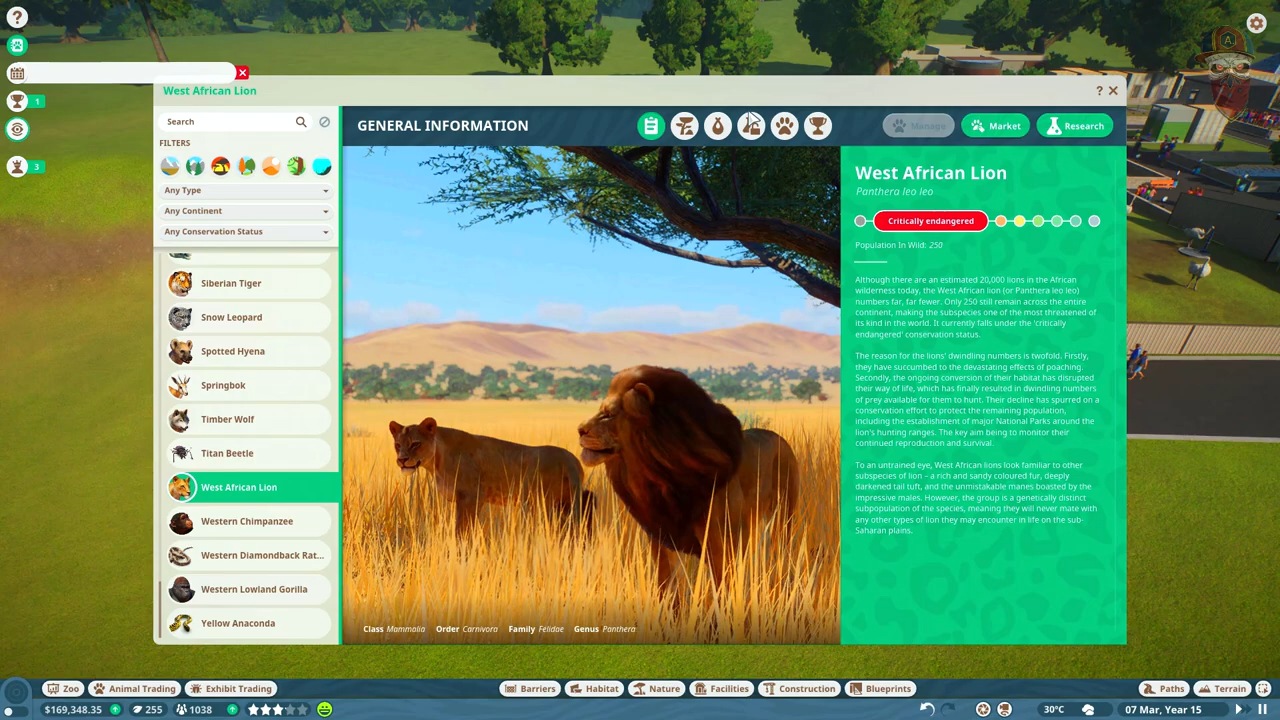 ?
1
3
West African Lion
?
Search
FILTERS
Any Type
Any Continent
Any Conservation Status
Siberian Tiger
Snow Leopard
Spotted Hyena
Springbok
Timber Wolf
Titan Beetle
West African Lion
Western Chimpanzee
Western Diamondback Rat...
Western Lowland Gorilla
Yellow Anaconda
GENERAL INFORMATION
Manage
Market
Research
Class Mammalia Order Carnivora Family Felidae Genus Panthera
West African Lion
Panthera leo leo
Critically endangered
Population In Wild: 250
Although there are an estimated 20,000 lions in the African
wilderness today, the West African lion (or Panthera leo leo)
numbers far, far fewer. Only 250 still remain across the entire
continent, making the subspecies one of the most threatened of
its kind in the world. It currently falls under the 'critically
endangered' conservation status.
The reason for the lions' dwindling numbers is twofold. Firstly,
they have succumbed to the devastating effects of poaching.
Secondly, the ongoing conversion of their habitat has disrupted
their way of life, which has finally resulted in dwindling numbers
of prey available for them to hunt. Their decline has spurred on a
conservation effort to protect the remaining population,
including the establishment of major National Parks around the
lion's hunting ranges. The key aim being to monitor their
continued reproduction and survival.
To an untrained eye, West African lions look familiar to other
subspecies of lion – a rich and sandy coloured fur, deeply
darkened tail tuft, and the unmistakable manes boasted by the
impressive males. However, the group is a genetically distinct
subpopulation of the species, meaning they will never mate with
any other types of lion they may encounter in life on the sub-
Saharan plains.
A
Zoo
Animal Trading
Exhibit Trading
Barriers
Habitat
Nature
Facilities
Construction
Blueprints
Paths
Terrain
$169,348.35
255
1038
30°C
07 Mar, Year 15